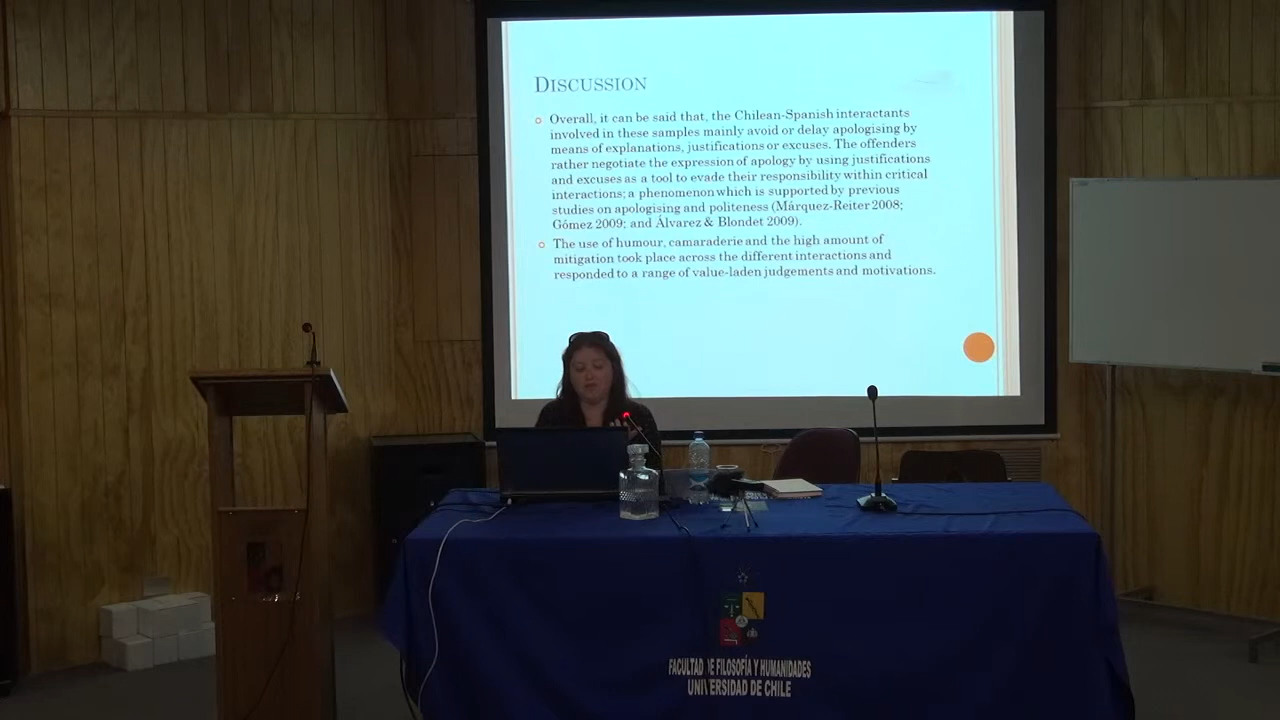 DISCUSSION
Overall, it can be said that, the Chilean-Spanish interactants
involved in these samples mainly avoid or delay apologising by
means of explanations, justifications or excuses. The offenders
rather negotiate the expression of apology by using justifications
and excuses as a tool to evade their responsibility within critical
interactions; a phenomenon which is supported by previous
studies on apologising and politeness (Márquez-Reiter 2008;
Gómez 2009; and Álvarez & Blondet 2009).
The use of humour, camaraderie and the high amount of
mitigation took place across the different interactions and
responded to a range of value-laden judgements and motivations.
FACULTAD DE FILOSOFÍA Y HUMANIDADES
UNIVERSIDAD DE CHILE